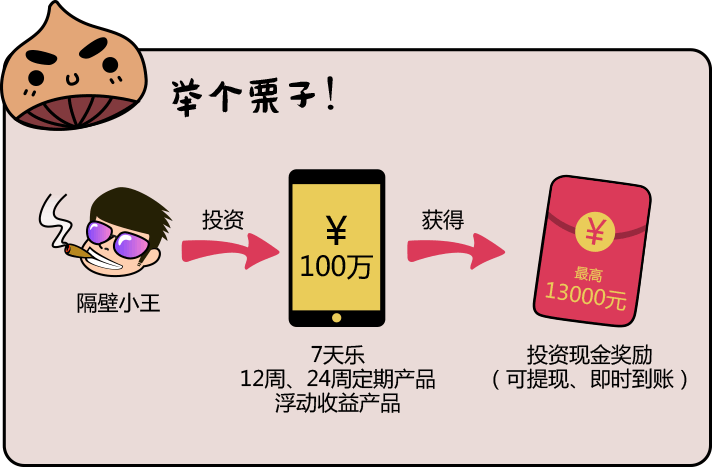 举个栗子！
投资
获得
¥
100万
¥
最高
13000元
隔壁小王
7天乐
12周、24周定期产品
浮动收益产品
投资现金奖励
（可提现、即时到账）